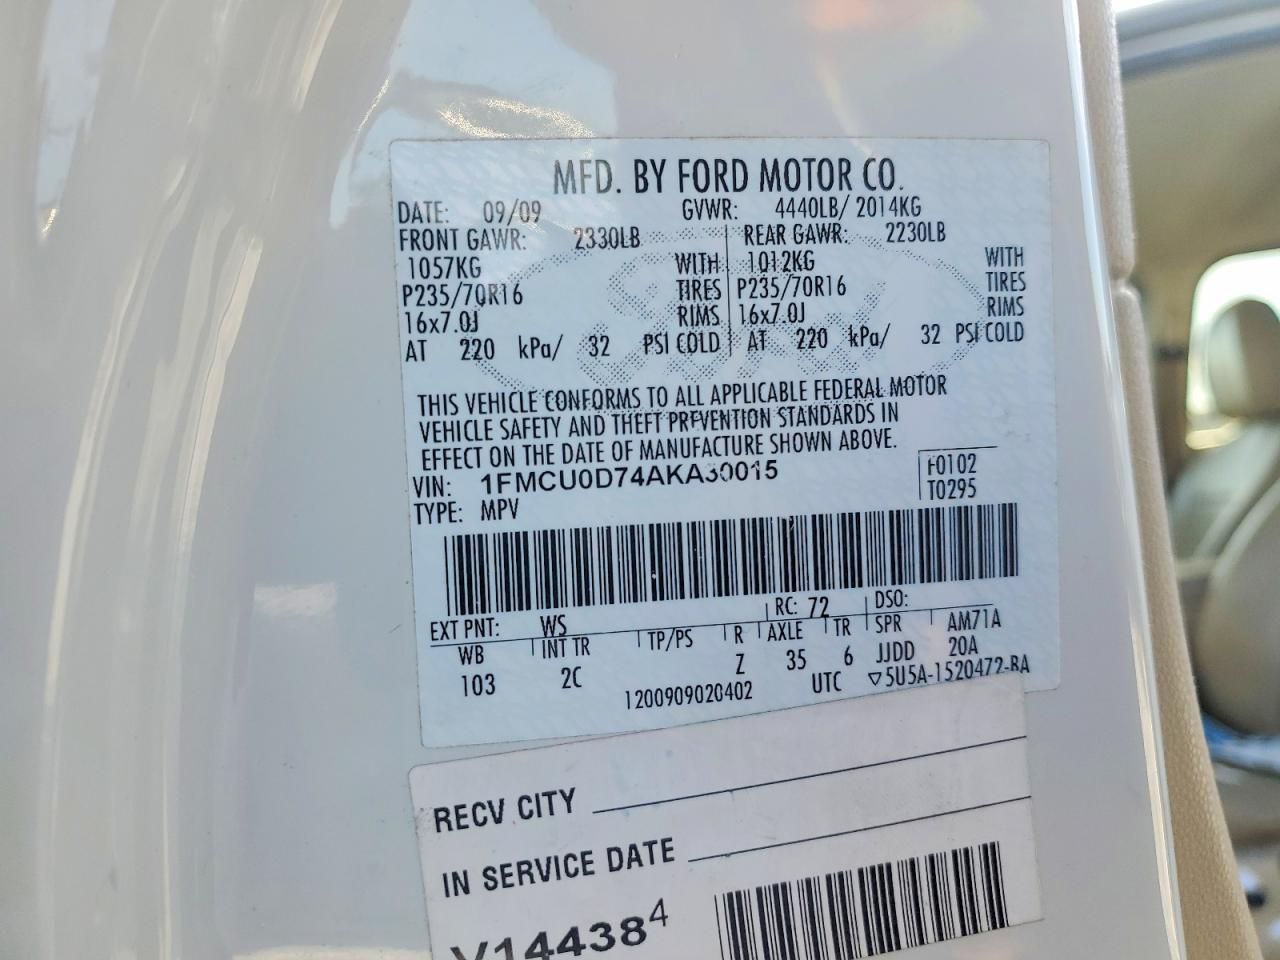 MFD. BY FORD MOTOR CO.
DATE: 09/09 GVWR: 4440LB/ 2014KG
FRONT GAWR: 2330LB REAR GAWR: 2230LB
1057KG WITH 1012KG WITH
P235/70R16 TIRES P235/70R16 TIRES
16x7.0J RIMS 16x7.0J RIMS
AT 220 kPa/ 32 PSI COLD AT 220 kPa/ 32 PSI COLD
THIS VEHICLE CONFORMS TO ALL APPLICABLE FEDERAL MOTOR
VEHICLE SAFETY AND THEFT PREVENTION STANDARDS IN
EFFECT ON THE DATE OF MANUFACTURE SHOWN ABOVE.
VIN: 1FMCU0D74AKA30015 F0102
TYPE: MPV T0295
EXT PNT: WS RC: 72 DSO:
WB INT TR TP/PS R AXLE TR SPR AM71A
103 2C Z 35 6 JJDD 20A
1200909020402 UTC ▽5U5A-1520472-BA
RECV CITY
IN SERVICE DATE
V144384